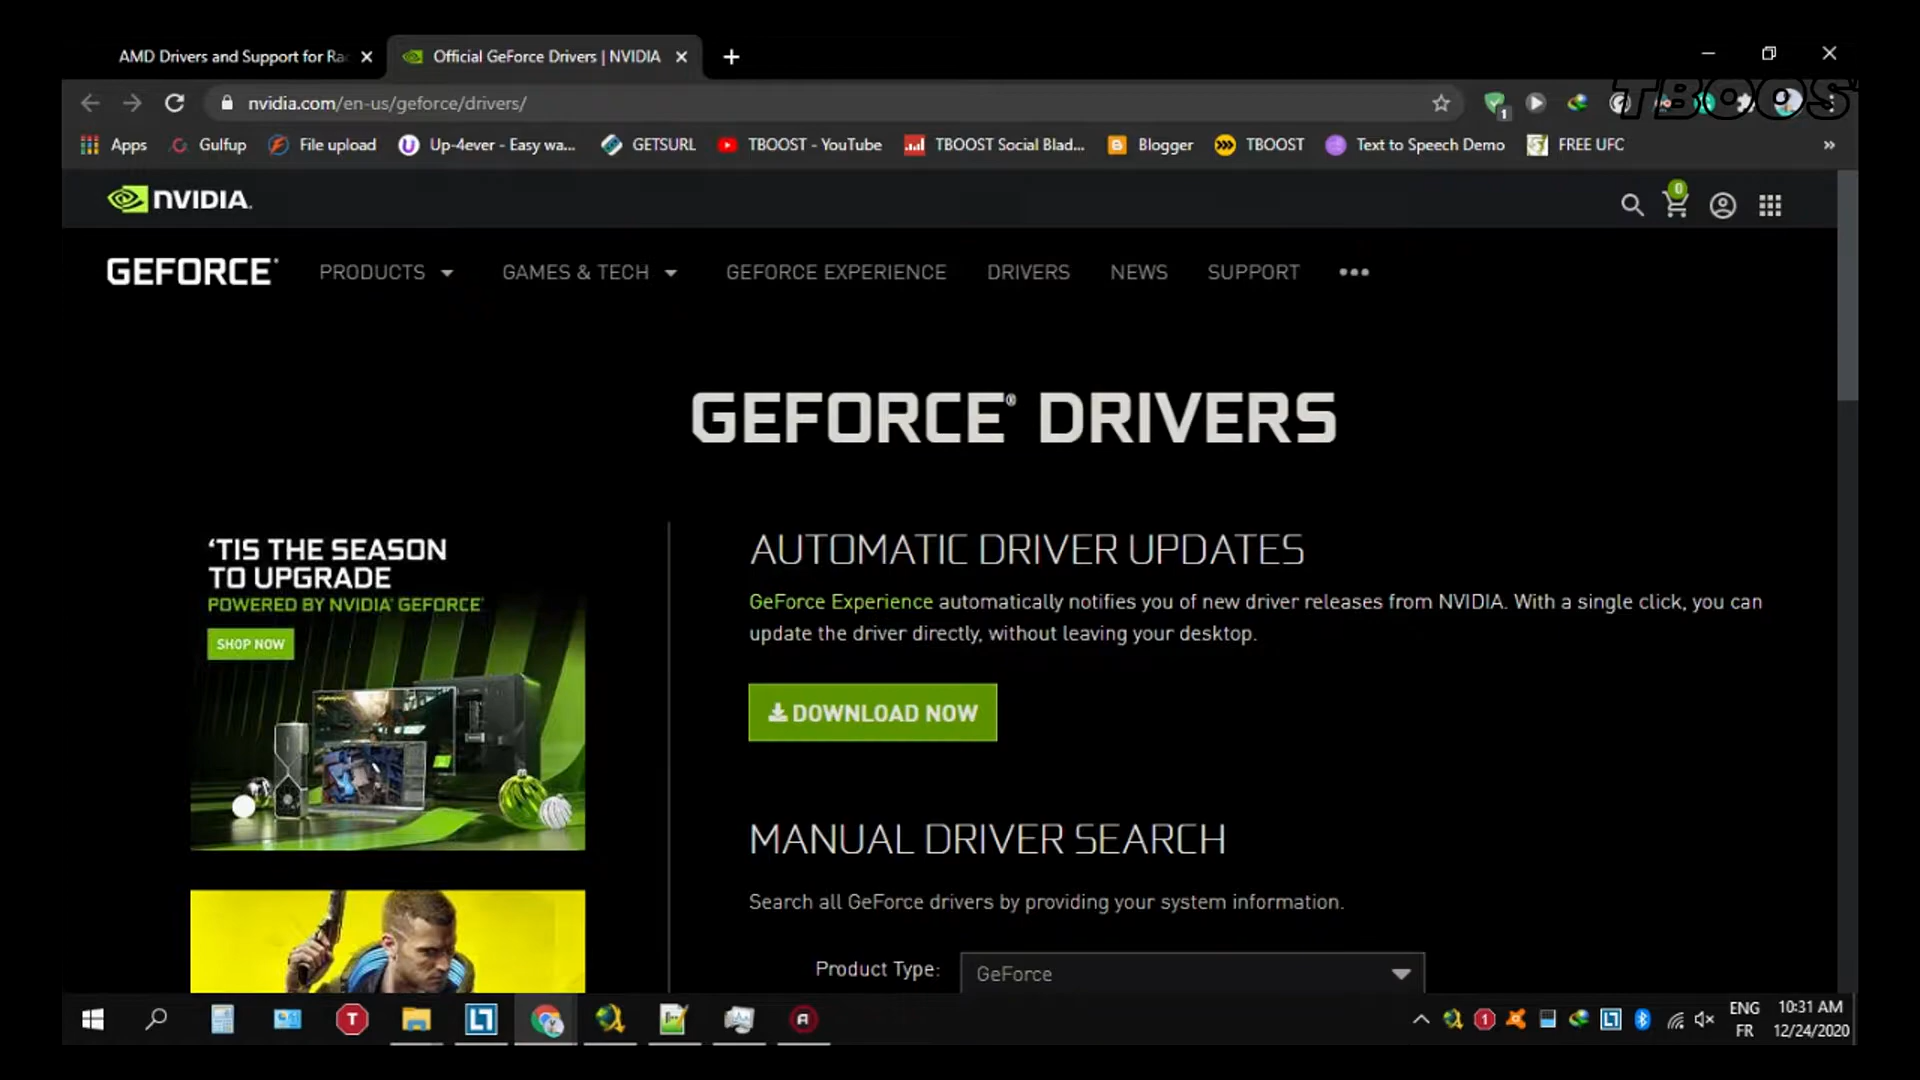 AMD Drivers and Support for Ra
Official GeForce Drivers | NVIDIA
TBOOST
nvidia.com/en-us/geforce/drivers/
1
Apps
Gulfup
File upload
Up-4ever - Easy wa...
GETSURL
TBOOST - YouTube
TBOOST Social Blad...
Blogger
TBOOST
Text to Speech Demo
FREE UFC
»
NVIDIA.
0
GEFORCE®
PRODUCTS
GAMES & TECH
GEFORCE EXPERIENCE
DRIVERS
NEWS
SUPPORT
GEFORCE® DRIVERS
‘TIS THE SEASON
TO UPGRADE
POWERED BY NVIDIA® GEFORCE®
SHOP NOW
AUTOMATIC DRIVER UPDATES
GeForce Experience automatically notifies you of new driver releases from NVIDIA. With a single click, you can
update the driver directly, without leaving your desktop.
DOWNLOAD NOW
MANUAL DRIVER SEARCH
Search all GeForce drivers by providing your system information.
Product Type:
GeForce
T
1
ENG
FR
10:31 AM
12/24/2020